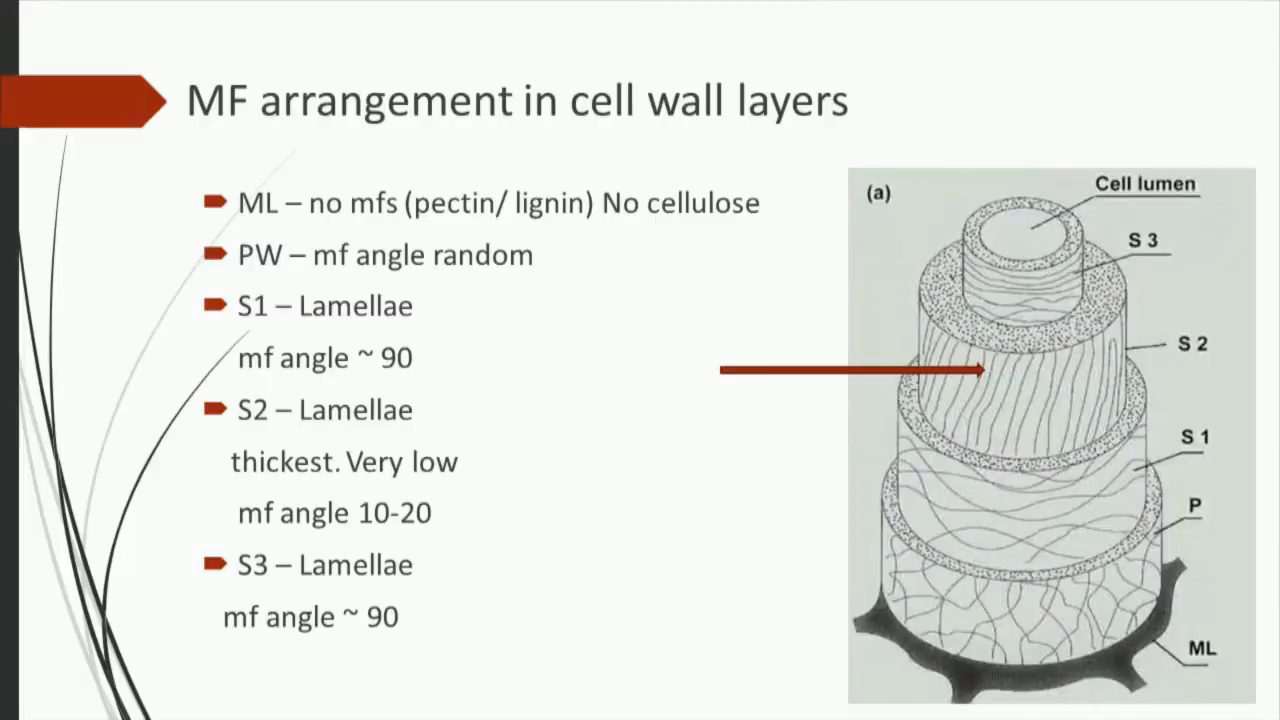 MF arrangement in cell wall layers
ML – no mfs (pectin/ lignin) No cellulose
PW – mf angle random
S1 – Lamellae
mf angle ~ 90
S2 – Lamellae
thickest. Very low
mf angle 10-20
S3 – Lamellae
mf angle ~ 90
(a)
Cell lumen
S 3
S 2
S 1
P
ML